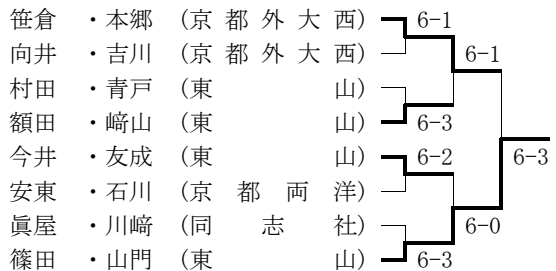 笹倉 ・本郷 (京都外大西) 6-1
向井 ・吉川 (京都外大西) 6-1
村田 ・青戸 (東山)
額田 ・﨑山 (東山) 6-3
今井 ・友成 (東山) 6-2 6-3
安東 ・石川 (京都両洋)
眞屋 ・川﨑 (同志社) 6-0
篠田 ・山門 (東山) 6-3